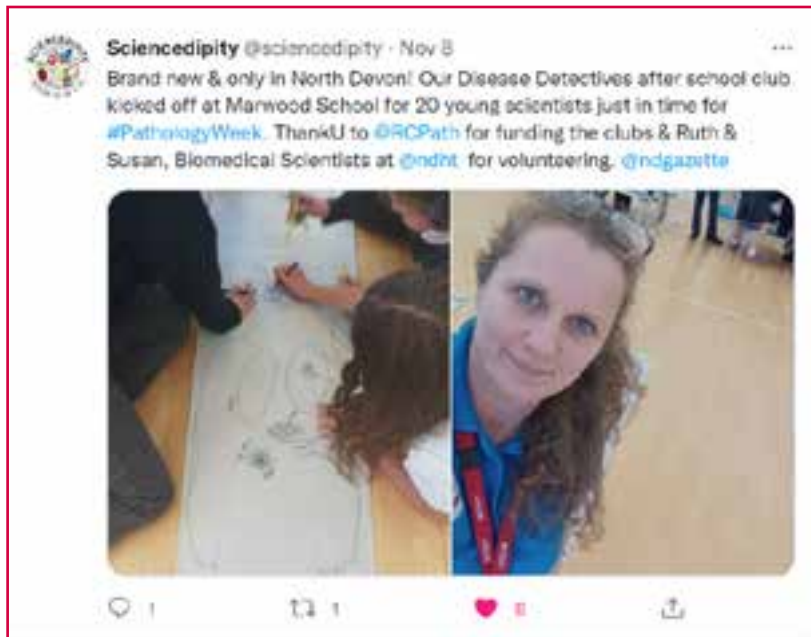 Sciencedipity @sciencedipity · Nov 8
Brand new & only in North Devon! Our Disease Detectives after school club
kicked off at Marwood School for 20 young scientists just in time for
#PathologyWeek. ThankU to @RCPath for funding the clubs & Ruth &
Susan, Biomedical Scientists at @ndht for volunteering. @ndgazette
1
1